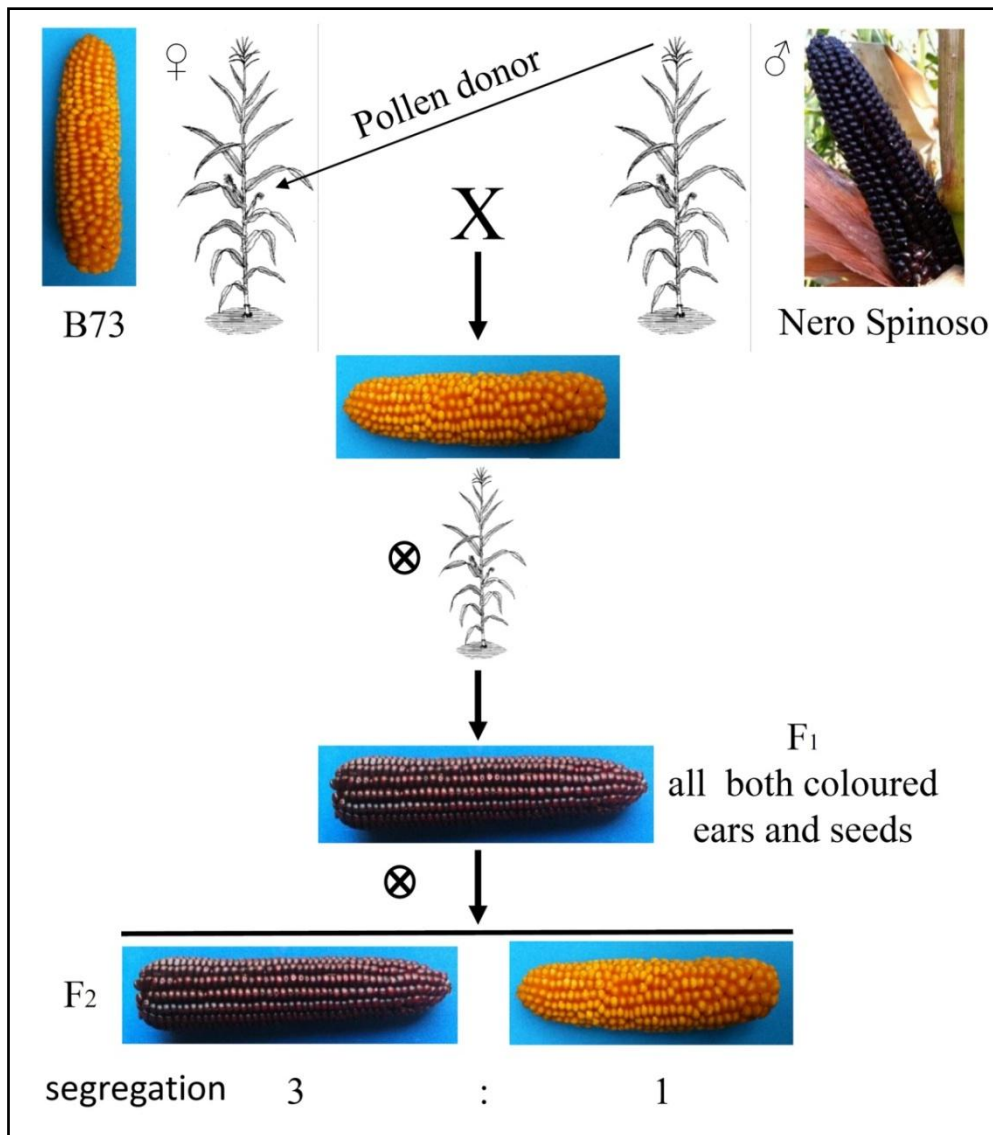 ♀
♂
Pollen donor
X
B73
Nero Spinoso
⊗
F₁
all both coloured
ears and seeds
⊗
F₂
segregation 3 : 1